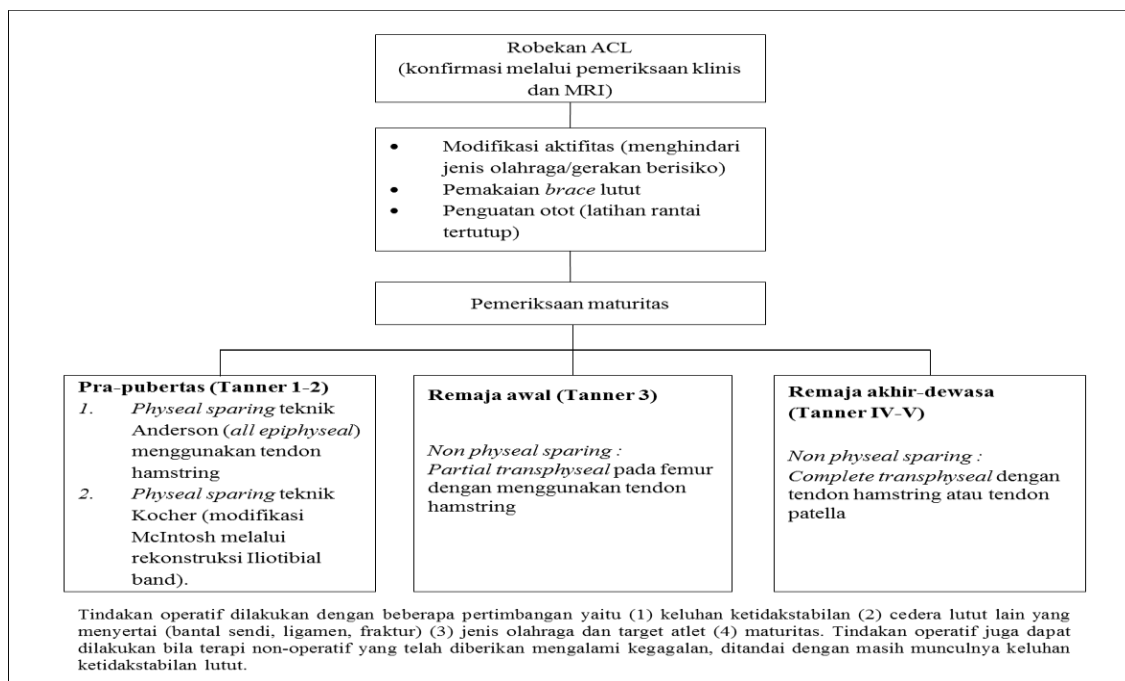 Robekan ACL
(konfirmasi melalui pemeriksaan klinis
dan MRI)
• Modifikasi aktifitas (menghindari
jenis olahraga/gerakan berisiko)
• Pemakaian brace lutut
• Penguatan otot (latihan rantai
tertutup)
Pemeriksaan maturitas
Pra-pubertas (Tanner 1-2)
1. Physeal sparing teknik
Anderson (all epiphyseal)
menggunakan tendon
hamstring
2. Physeal sparing teknik
Kocher (modifikasi
McIntosh melalui
rekonstruksi Iliotibial
band).
Remaja awal (Tanner 3)
Non physeal sparing :
Partial transphyseal pada femur
dengan menggunakan tendon
hamstring
Remaja akhir-dewasa
(Tanner IV-V)
Non physeal sparing :
Complete transphyseal dengan
tendon hamstring atau tendon
patella
Tindakan operatif dilakukan dengan beberapa pertimbangan yaitu (1) keluhan ketidakstabilan (2) cedera lutut lain yang
menyertai (bantal sendi, ligamen, fraktur) (3) jenis olahraga dan target atlet (4) maturitas. Tindakan operatif juga dapat
dilakukan bila terapi non-operatif yang telah diberikan mengalami kegagalan, ditandai dengan masih munculnya keluhan
ketidakstabilan lutut.